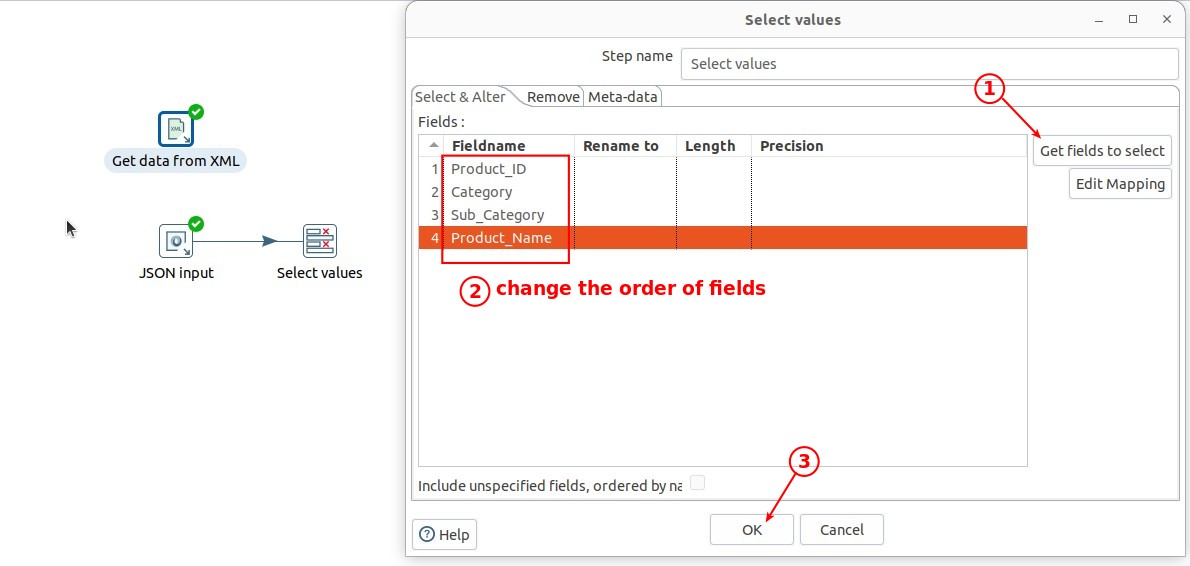 Select values
Step name
Select values
Select & Alter
Remove
Meta-data
1
Fields :
Get fields to select
Fieldname
Rename to
Length
Precision
1
Product_ID
2
Category
3
Sub_Category
4
Product_Name
Edit Mapping
2 change the order of fields
3
Include unspecified fields, ordered by na
OK
Cancel
? Help
XML
Get data from XML
JSON input
Select values